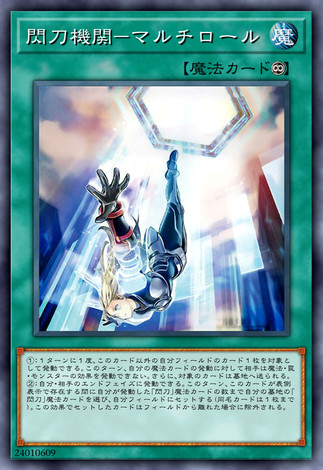 閃刀機関-マルチロール 魔
【魔法カード∞】
①：１ターンに１度、このカード以外の自分フィールドのカード１枚を対象と
して発動できる。このターン、自分の魔法カードの発動に対して相手は魔法・罠
・モンスターの効果を発動できない。さらに、対象のカードは墓地へ送られる。
②：自分・相手のエンドフェイズに発動できる。このターン、このカードが表側
表示で存在する間に自分が発動した「閃刀」魔法カードの数まで自分の墓地の「
閃刀」魔法カードを選び、自分フィールドにセットする（同名カードは１枚まで
）。この効果でセットしたカードはフィールドから離れた場合に除外される。
24010609